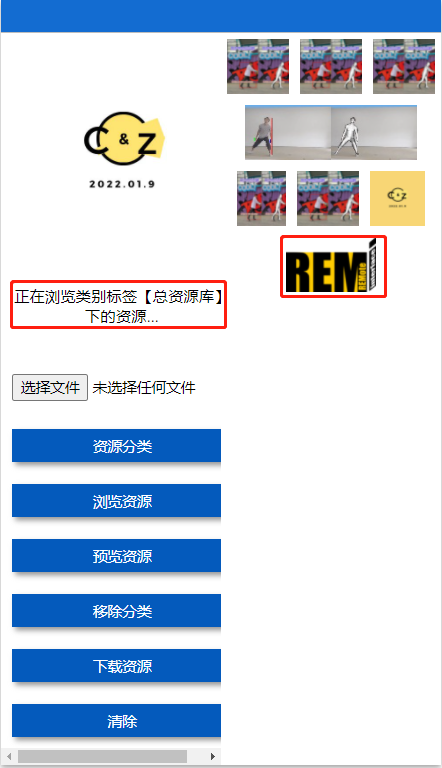 C & Z
2022.01.9
REMI
REMote
正在浏览类别标签【总资源库】
下的资源...
选择文件 未选择任何文件
资源分类
浏览资源
预览资源
移除分类
下载资源
清除